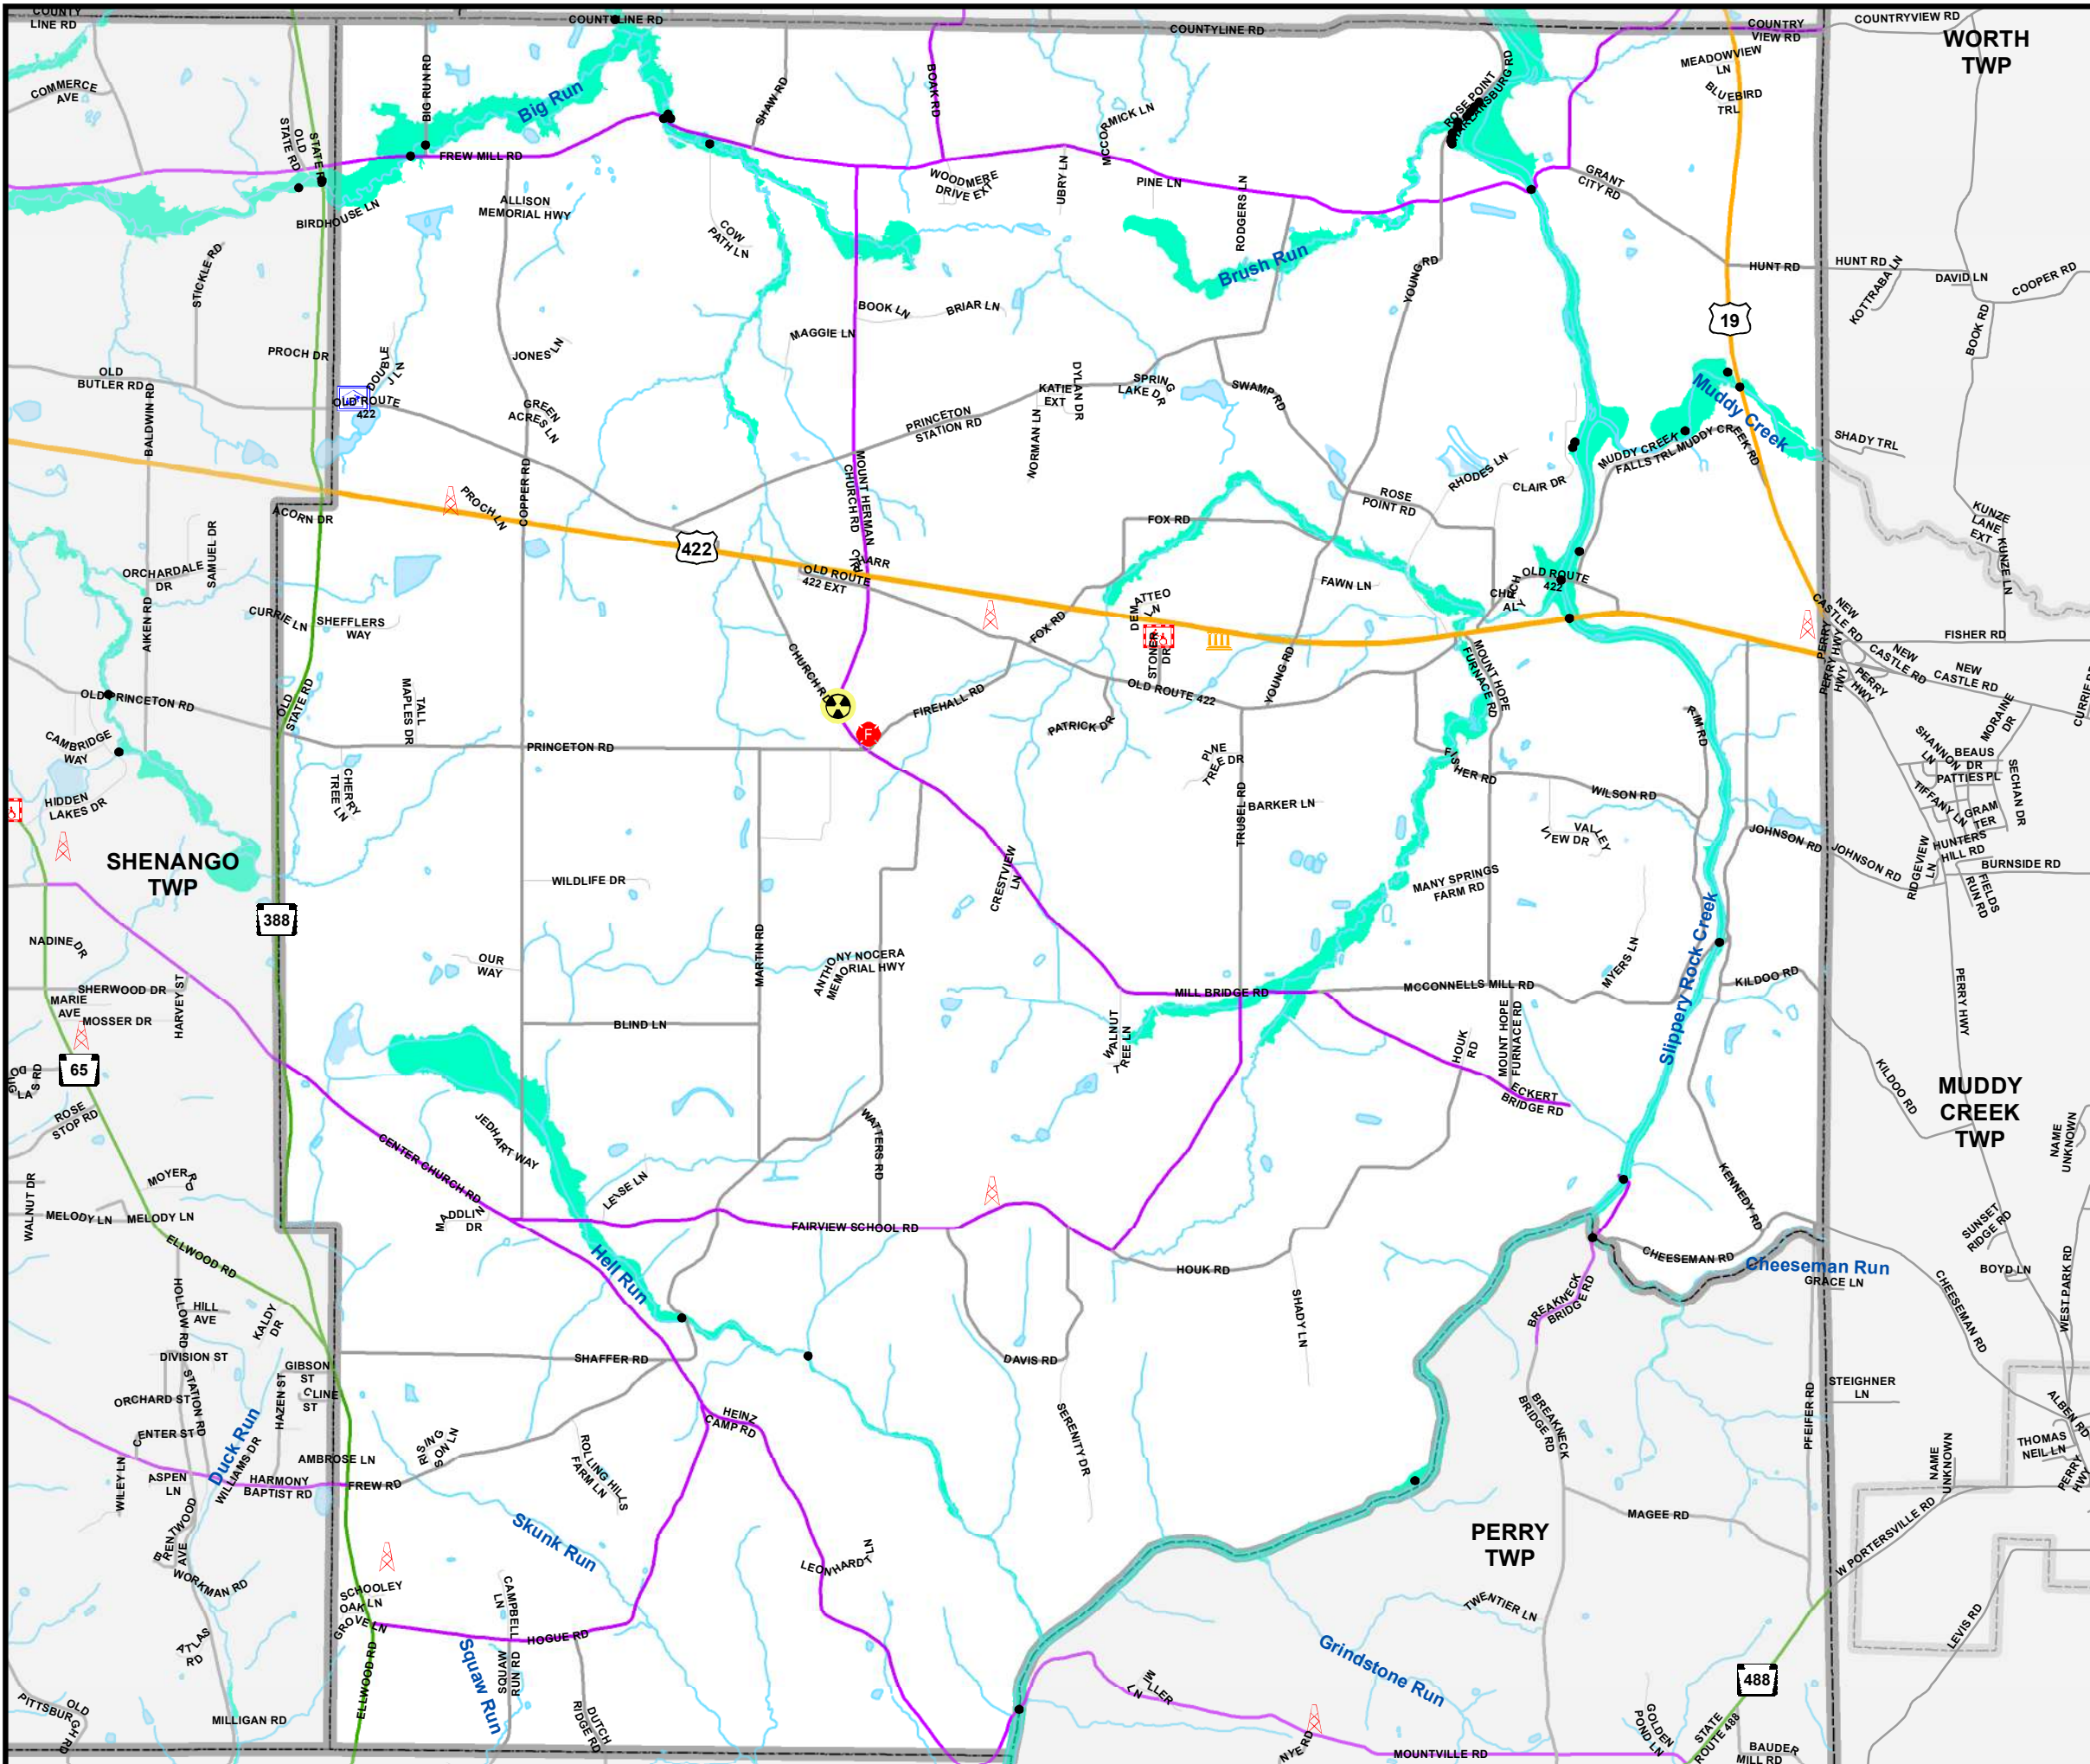 COUNTY
LINE RD
COUNTYLINE RD
COUNTYLINE RD
COUNTRY
VIEW RD
COUNTRYVIEW RD
WORTH
TWP
COMMERCE
AVE
OLD
STATE RD
BIG RUN RD
Big Run
SHAW RD
BOAK RD
ROSE POINT
HARLANSBURG RD
MEADOWVIEW
LN
BLUEBIRD
TRL
FREW MILL RD
MCCORMICK LN
WOODMERE
DRIVE EXT
UBRY LN
PINE LN
RODGERS LN
GRANT
CITY RD
BIRDHOUSE LN
ALLISON
MEMORIAL HWY
COW
PATH LN
Brush Run
YOUNG RD
HUNT RD
HUNT RD
KOTTRABA LN
DAVID LN
COOPER RD
BOOK RD
STICKLE RD
PROCH DR
DOUBLE
J LN
JONES LN
BOOK LN
BRIAR LN
MAGGIE LN
19
OLD
BUTLER RD
BALDWIN RD
OLD ROUTE
422
GREEN
ACRES LN
COPPER RD
PRINCETON
STATION RD
KATIE
EXT
DYLAN DR
NORMAN LN
SPRING
LAKE DR
SWAMP RD
Muddy Creek
MUDDY CREEK
FALLS TRL
MUDDY CREEK RD
SHADY TRL
MOUNT HERMAN
CHURCH RD
ROSE
POINT RD
RHODES LN
CLAIR DR
ACORN DR
PROCH LN
422
FOX RD
KUNZE
LANE
EXT
KUNZE LN
ORCHARDALE
DR
SAMUEL DR
AIKEN RD
CURRIE LN
SHEFFLERS
WAY
CHARR
TRL
OLD ROUTE
422 EXT
FOX RD
DEMATTEO
LN
STONER
DR
FAWN LN
CHURCH
ALY
OLD ROUTE
422
NEW
CASTLE RD
PERRY HWY
PERRY
HWY
FISHER RD
NEW
CASTLE RD
NEW
CASTLE RD
PERRY
HWY
MORAINE
DR
OLD PRINCETON RD
OLD
STATE RD
TALL
MAPLES DR
CHURCH RD
F
FIREHALL RD
PATRICK DR
OLD ROUTE 422
YOUNG RD
MOUNT HOPE
FURNACE RD
RIM RD
CAMBRIDGE
WAY
HIDDEN
LAKES DR
CHERRY
TREE LN
PRINCETON RD
PINE
TREE DR
TRUSEL RD
BARKER LN
FISHER RD
WILSON RD
VALLEY
VIEW DR
JOHNSON RD
JOHNSON RD
SHANNON
LN
BEAUS
DR
PATTIES PL
TIFFANY LN
GRAM
TER
SECHAN DR
HUNTERS
HILL RD
RIDGEVIEW
LN
BURNSIDE RD
FIELDS
RUN RD
SHENANGO
TWP
WILDLIFE DR
CRESTVIEW
LN
MANY SPRINGS
FARM RD
388
NADINE DR
OUR
WAY
MARTIN RD
ANTHONY NOCERA
MEMORIAL HWY
MYERS LN
Slippery Rock Creek
KILDOO RD
PERRY HWY
SHERWOOD DR
MARIE
AVE
MOSSER DR
HARVEY ST
MILL BRIDGE RD
MCCONNELLS MILL RD
BLIND LN
WALNUT
TREE LN
HOUK
RD
MOUNT HOPE
FURNACE RD
ECKERT
BRIDGE RD
KILDOO RD
MUDDY
CREEK
TWP
DOUGLAS RD
65
ROSE
STOP RD
JEDHART WAY
CENTER CHURCH RD
WATTERS RD
NAME
UNKNOWN
WALNUT DR
MOYER RD
MELODY LN
MELODY LN
MADDLIN
DR
LEISE LN
FAIRVIEW SCHOOL RD
KENNEDY RD
SUNSET
RIDGE RD
ELLWOOD RD
Hell Run
HOUK RD
SHADY LN
CHEESEMAN RD
Cheeseman Run
GRACE LN
BOYD LN
WEST PARK RD
BREAKNECK
BRIDGE RD
CHEESEMAN RD
HOLLOW RD
HILL
AVE
KALDY
DR
DIVISION ST
GIBSON
ST
SHAFFER RD
DAVIS RD
STATION RD
ORCHARD ST
CLINE
ST
HAZEN ST
STEIGHNER
LN
PFEIFER RD
ALBEN RD
CENTER ST
Duck Run
WILLIAMS DR
AMBROSE LN
RISING
SON LN
ROLLING HILLS
FARM LN
HEINZ
CAMP RD
SERENITY DR
BREAKNECK
BRIDGE RD
THOMAS
NEIL LN
NAME
UNKNOWN
PERRY
HWY
WILEY LN
ASPEN
LN
HARMONY
BAPTIST RD
FREW RD
BRENTWOOD
AVE
WORKMAN RD
Skunk Run
LEONHARDT
LN
PERRY
TWP
MAGEE RD
W PORTERSVILLE RD
SCHOOLEY
OAK LN
GROVE LN
CAMPBELL
LN
TWENTIER LN
ATLAS
RD
HOGUE RD
Squaw Run
SQUAW
RUN RD
Grindstone Run
LEVIS RD
OLD
PITTSBURGH RD
MILLIGAN RD
ELLWOOD RD
DUTCH
RIDGE RD
MILLER
LN
NYE RD
MOUNTVILLE RD
GOLDEN
POND LN
488
STATE
ROUTE 488
BAUDER
MILL RD